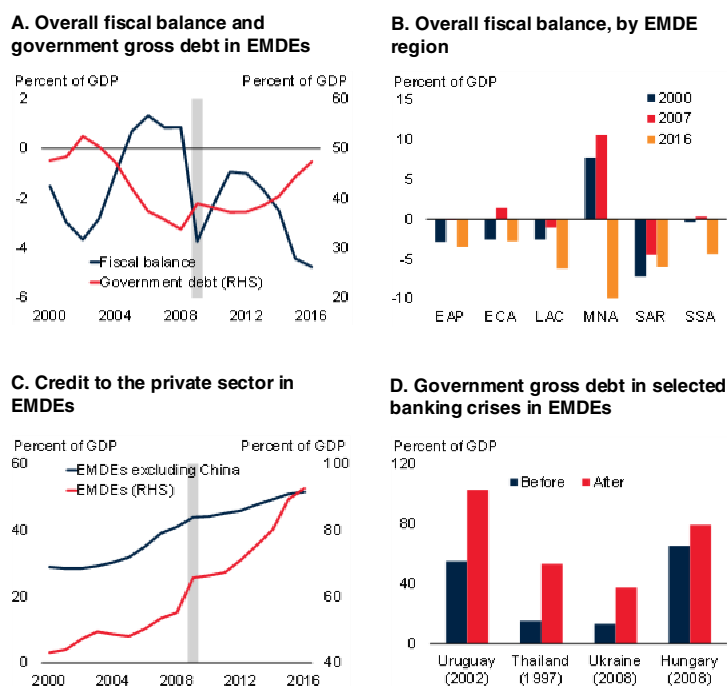 A. Overall fiscal balance and
government gross debt in EMDEs
Percent of GDP
Percent of GDP
2
60
0
50
-2
40
-4
30
-6
20
Fiscal balance
Government debt (RHS)
2000
2004
2008
2012
2016
B. Overall fiscal balance, by EMDE
region
Percent of GDP
15
10
5
0
-5
-10
2000
2007
2016
EAP
ECA
LAC
MNA
SAR
SSA
C. Credit to the private sector in
EMDEs
Percent of GDP
Percent of GDP
60
100
EMDEs excluding China
EMDEs (RHS)
40
80
20
60
0
40
2000
2004
2008
2012
2016
D. Government gross debt in selected
banking crises in EMDEs
Percent of GDP
120
80
40
0
Before
After
Uruguay
(2002)
Thailand
(1997)
Ukraine
(2008)
Hungary
(2008)